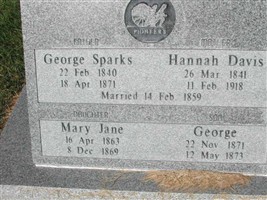 PIONEERS
FATHER MOTHER
George Sparks Hannah Davis
22 Feb 1840 26 Mar 1841
18 Apr 1871 11 Feb 1918
Married 14 Feb 1859
DAUGHTER SON
Mary Jane George
16 Apr 1863 22 Nov 1871
8 Dec 1869 12 May 1873